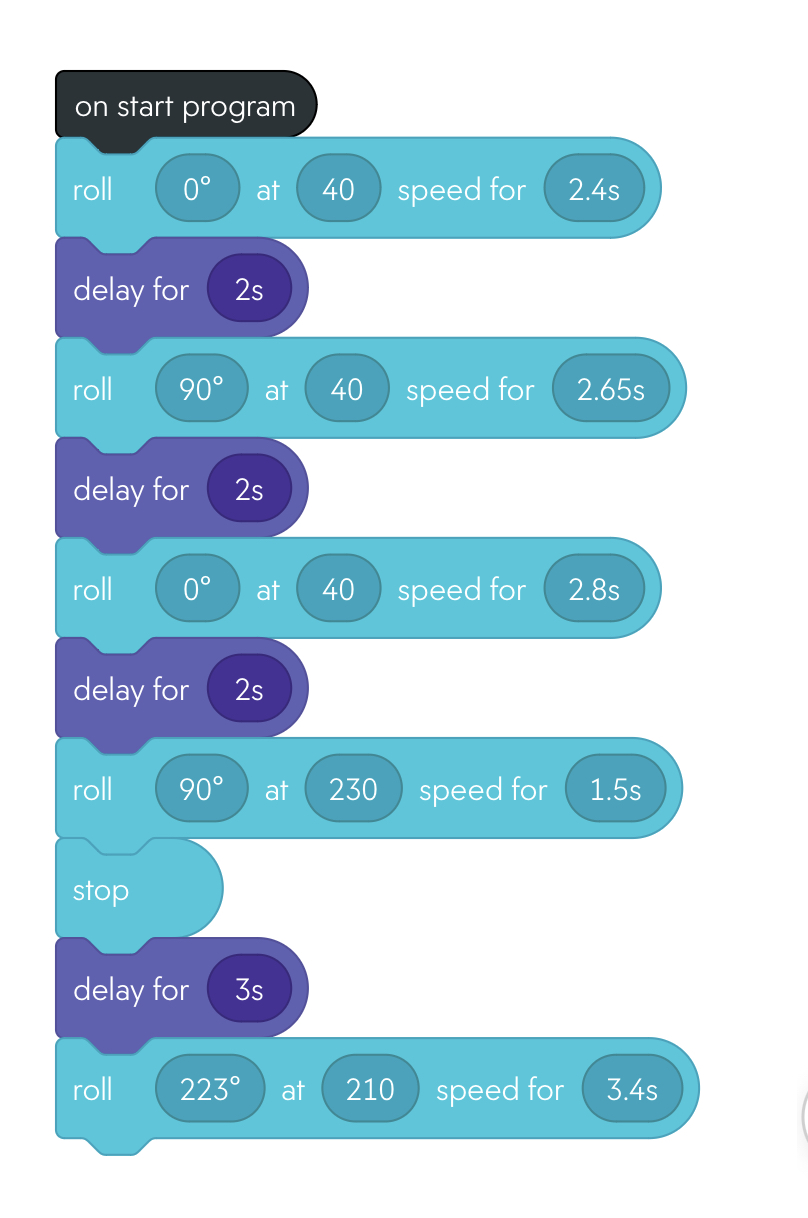 on start program
roll 0° at 40 speed for 2.4s
delay for 2s
roll 90° at 40 speed for 2.65s
delay for 2s
roll 0° at 40 speed for 2.8s
delay for 2s
roll 90° at 230 speed for 1.5s
stop
delay for 3s
roll 223° at 210 speed for 3.4s